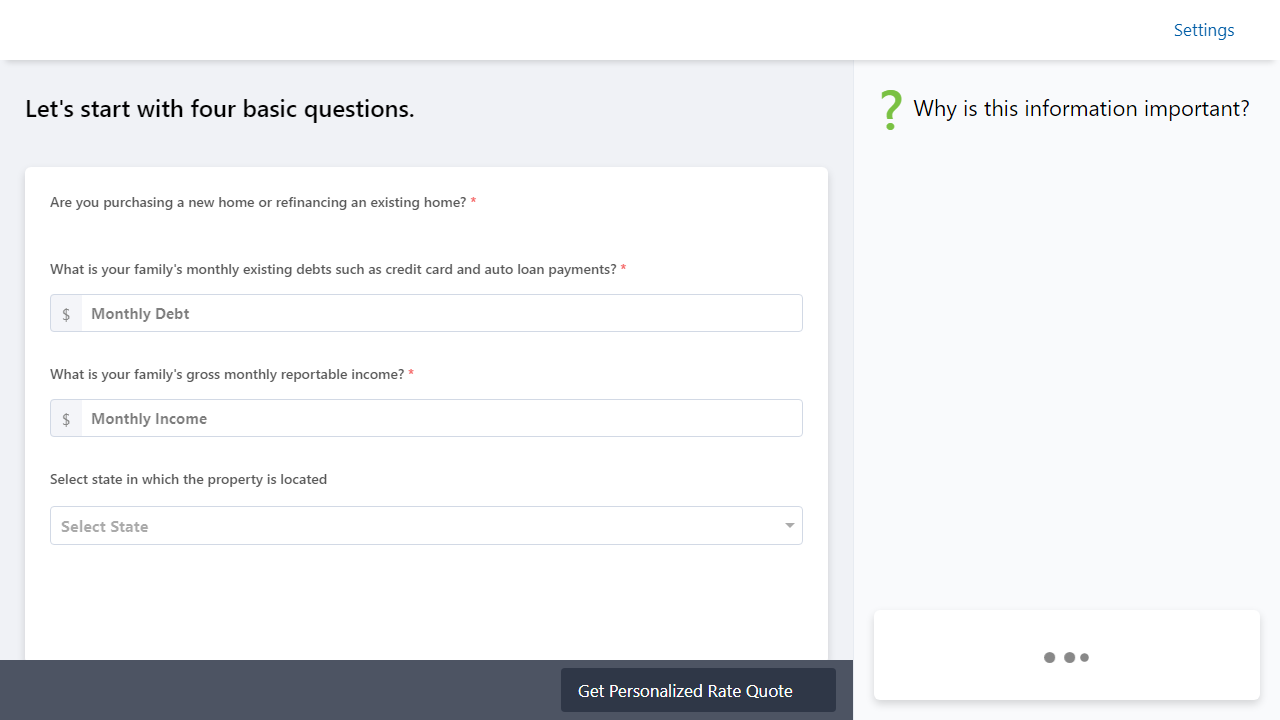 Settings
Let's start with four basic questions.
? Why is this information important?
Are you purchasing a new home or refinancing an existing home? *
What is your family's monthly existing debts such as credit card and auto loan payments? *
$ Monthly Debt
What is your family's gross monthly reportable income? *
$ Monthly Income
Select state in which the property is located
Select State
Get Personalized Rate Quote